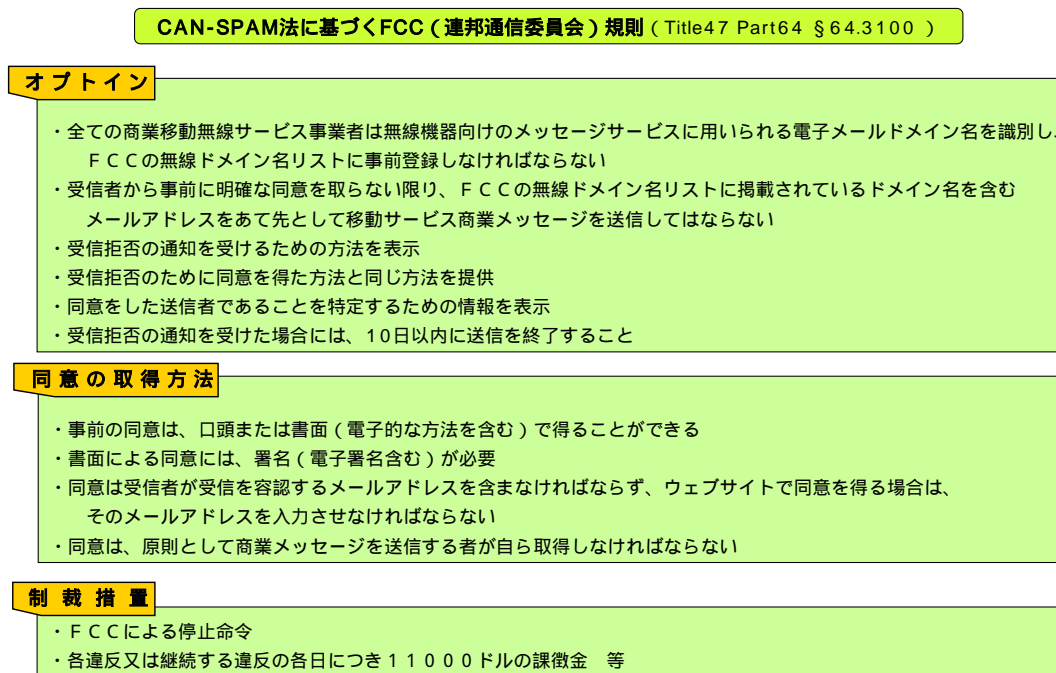 CAN-SPAM法に基づくFCC（連邦通信委員会）規則（Title47 Part64 §64.3100 ）
オプトイン
・全ての商業移動無線サービス事業者は無線機器向けのメッセージサービスに用いられる電子メールドメイン名を識別し、
ＦＣＣの無線ドメイン名リストに事前登録しなければならない
・受信者から事前に明確な同意を取らない限り、ＦＣＣの無線ドメイン名リストに掲載されているドメイン名を含む
メールアドレスをあて先として移動サービス商業メッセージを送信してはならない
・受信拒否の通知を受けるための方法を表示
・受信拒否のために同意を得た方法と同じ方法を提供
・同意をした送信者であることを特定するための情報を表示
・受信拒否の通知を受けた場合には、10日以内に送信を終了すること
同意の取得方法
・事前の同意は、口頭または書面（電子的な方法を含む）で得ることができる
・書面による同意には、署名（電子署名含む）が必要
・同意は受信者が受信を容認するメールアドレスを含まなければならず、ウェブサイトで同意を得る場合は、
そのメールアドレスを入力させなければならない
・同意は、原則として商業メッセージを送信する者が自ら取得しなければならない
制裁措置
・ＦＣＣによる停止命令
・各違反又は継続する違反の各日につき１１０００ドルの課徴金　等